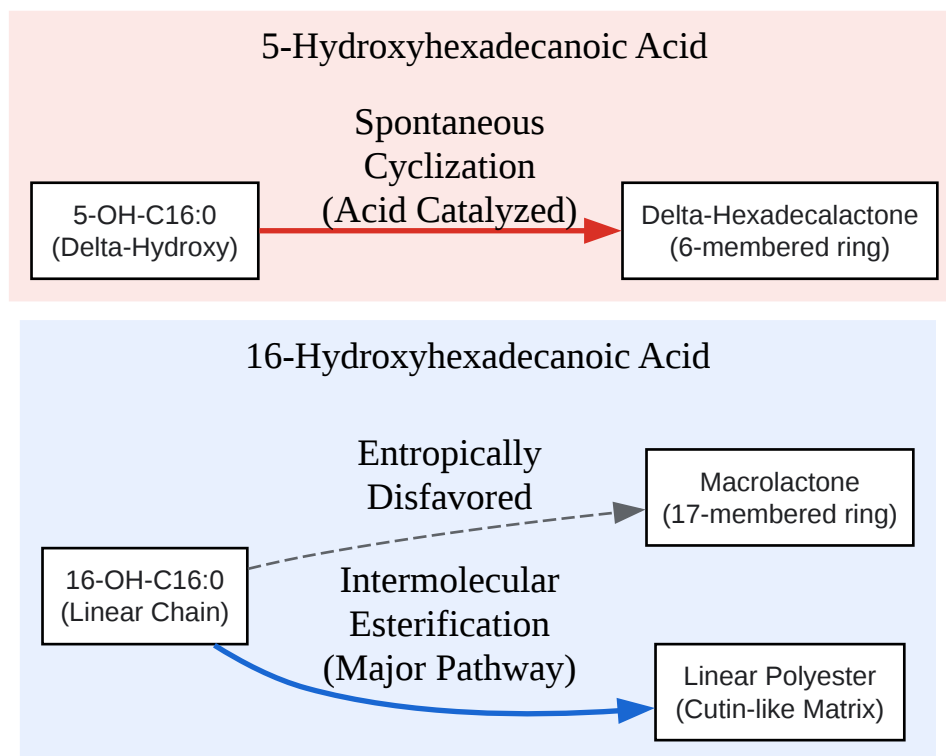 5-Hydroxyhexadecanoic Acid
Spontaneous
Cyclization
(Acid Catalyzed)
5-OH-C16:0
(Delta-Hydroxy)
Delta-Hexadecalactone
(6-membered ring)
16-Hydroxyhexadecanoic Acid
Entropically
Disfavored
Macrolactone
(17-membered ring)
16-OH-C16:0
(Linear Chain)
Intermolecular
Esterification
(Major Pathway)
Linear Polyester
(Cutin-like Matrix)